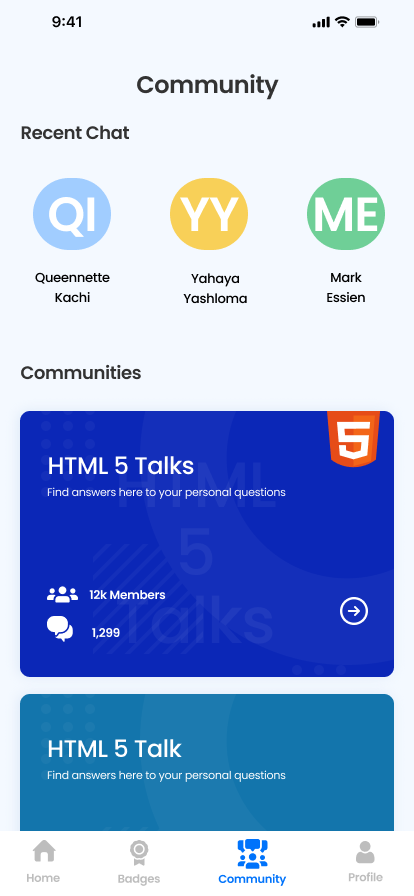 9:41
Community
Recent Chat
QI
YY
ME
Queennette
Kachi
Yahaya
Yashloma
Mark
Essien
Communities
5
HTML 5 Talks
Find answers here to your personal questions
HTML
5
Talks
12k Members
1,299
HTML 5 Talk
Find answers here to your personal questions
Home
Badges
Community
Profile